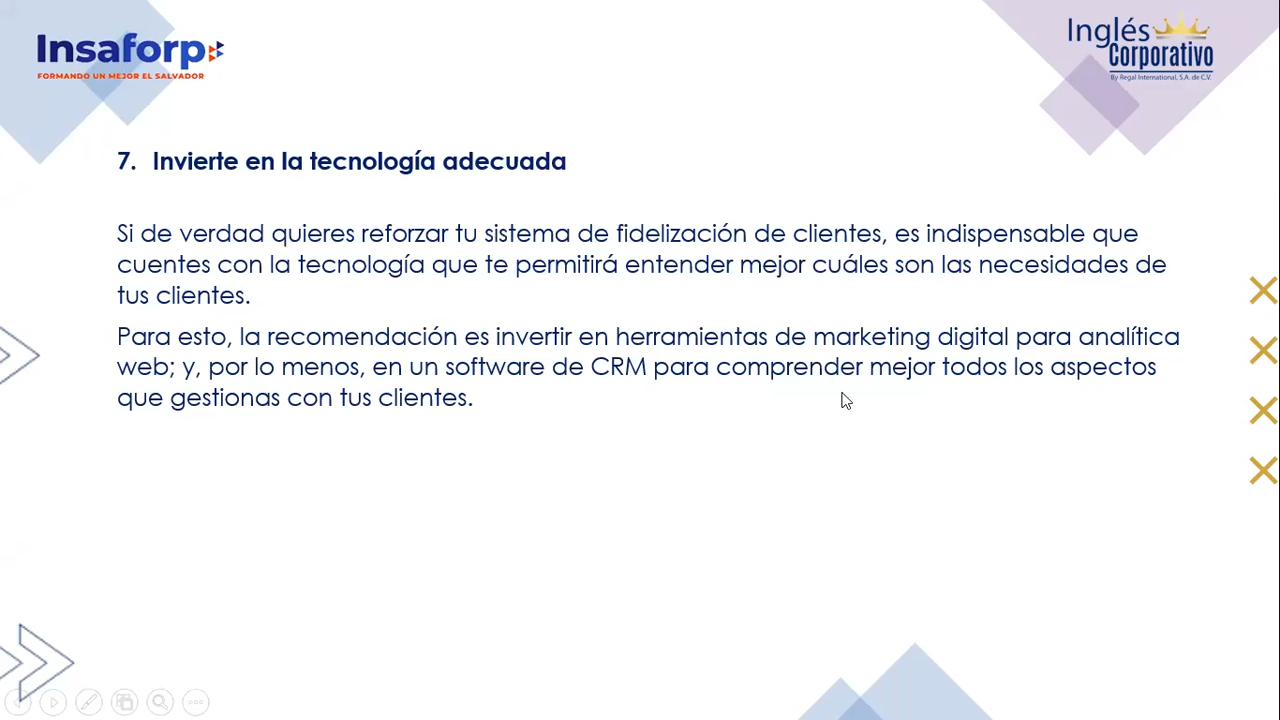 Insaforp
FORMANDO UN MEJOR EL SALVADOR
Inglés
Corporativo
By Regal International, S.A. de C.V.
7. Invierte en la tecnología adecuada
Si de verdad quieres reforzar tu sistema de fidelización de clientes, es indispensable que
cuentes con la tecnología que te permitirá entender mejor cuáles son las necesidades de
tus clientes.
Para esto, la recomendación es invertir en herramientas de marketing digital para analítica
web; y, por lo menos, en un software de CRM para comprender mejor todos los aspectos
que gestionas con tus clientes.